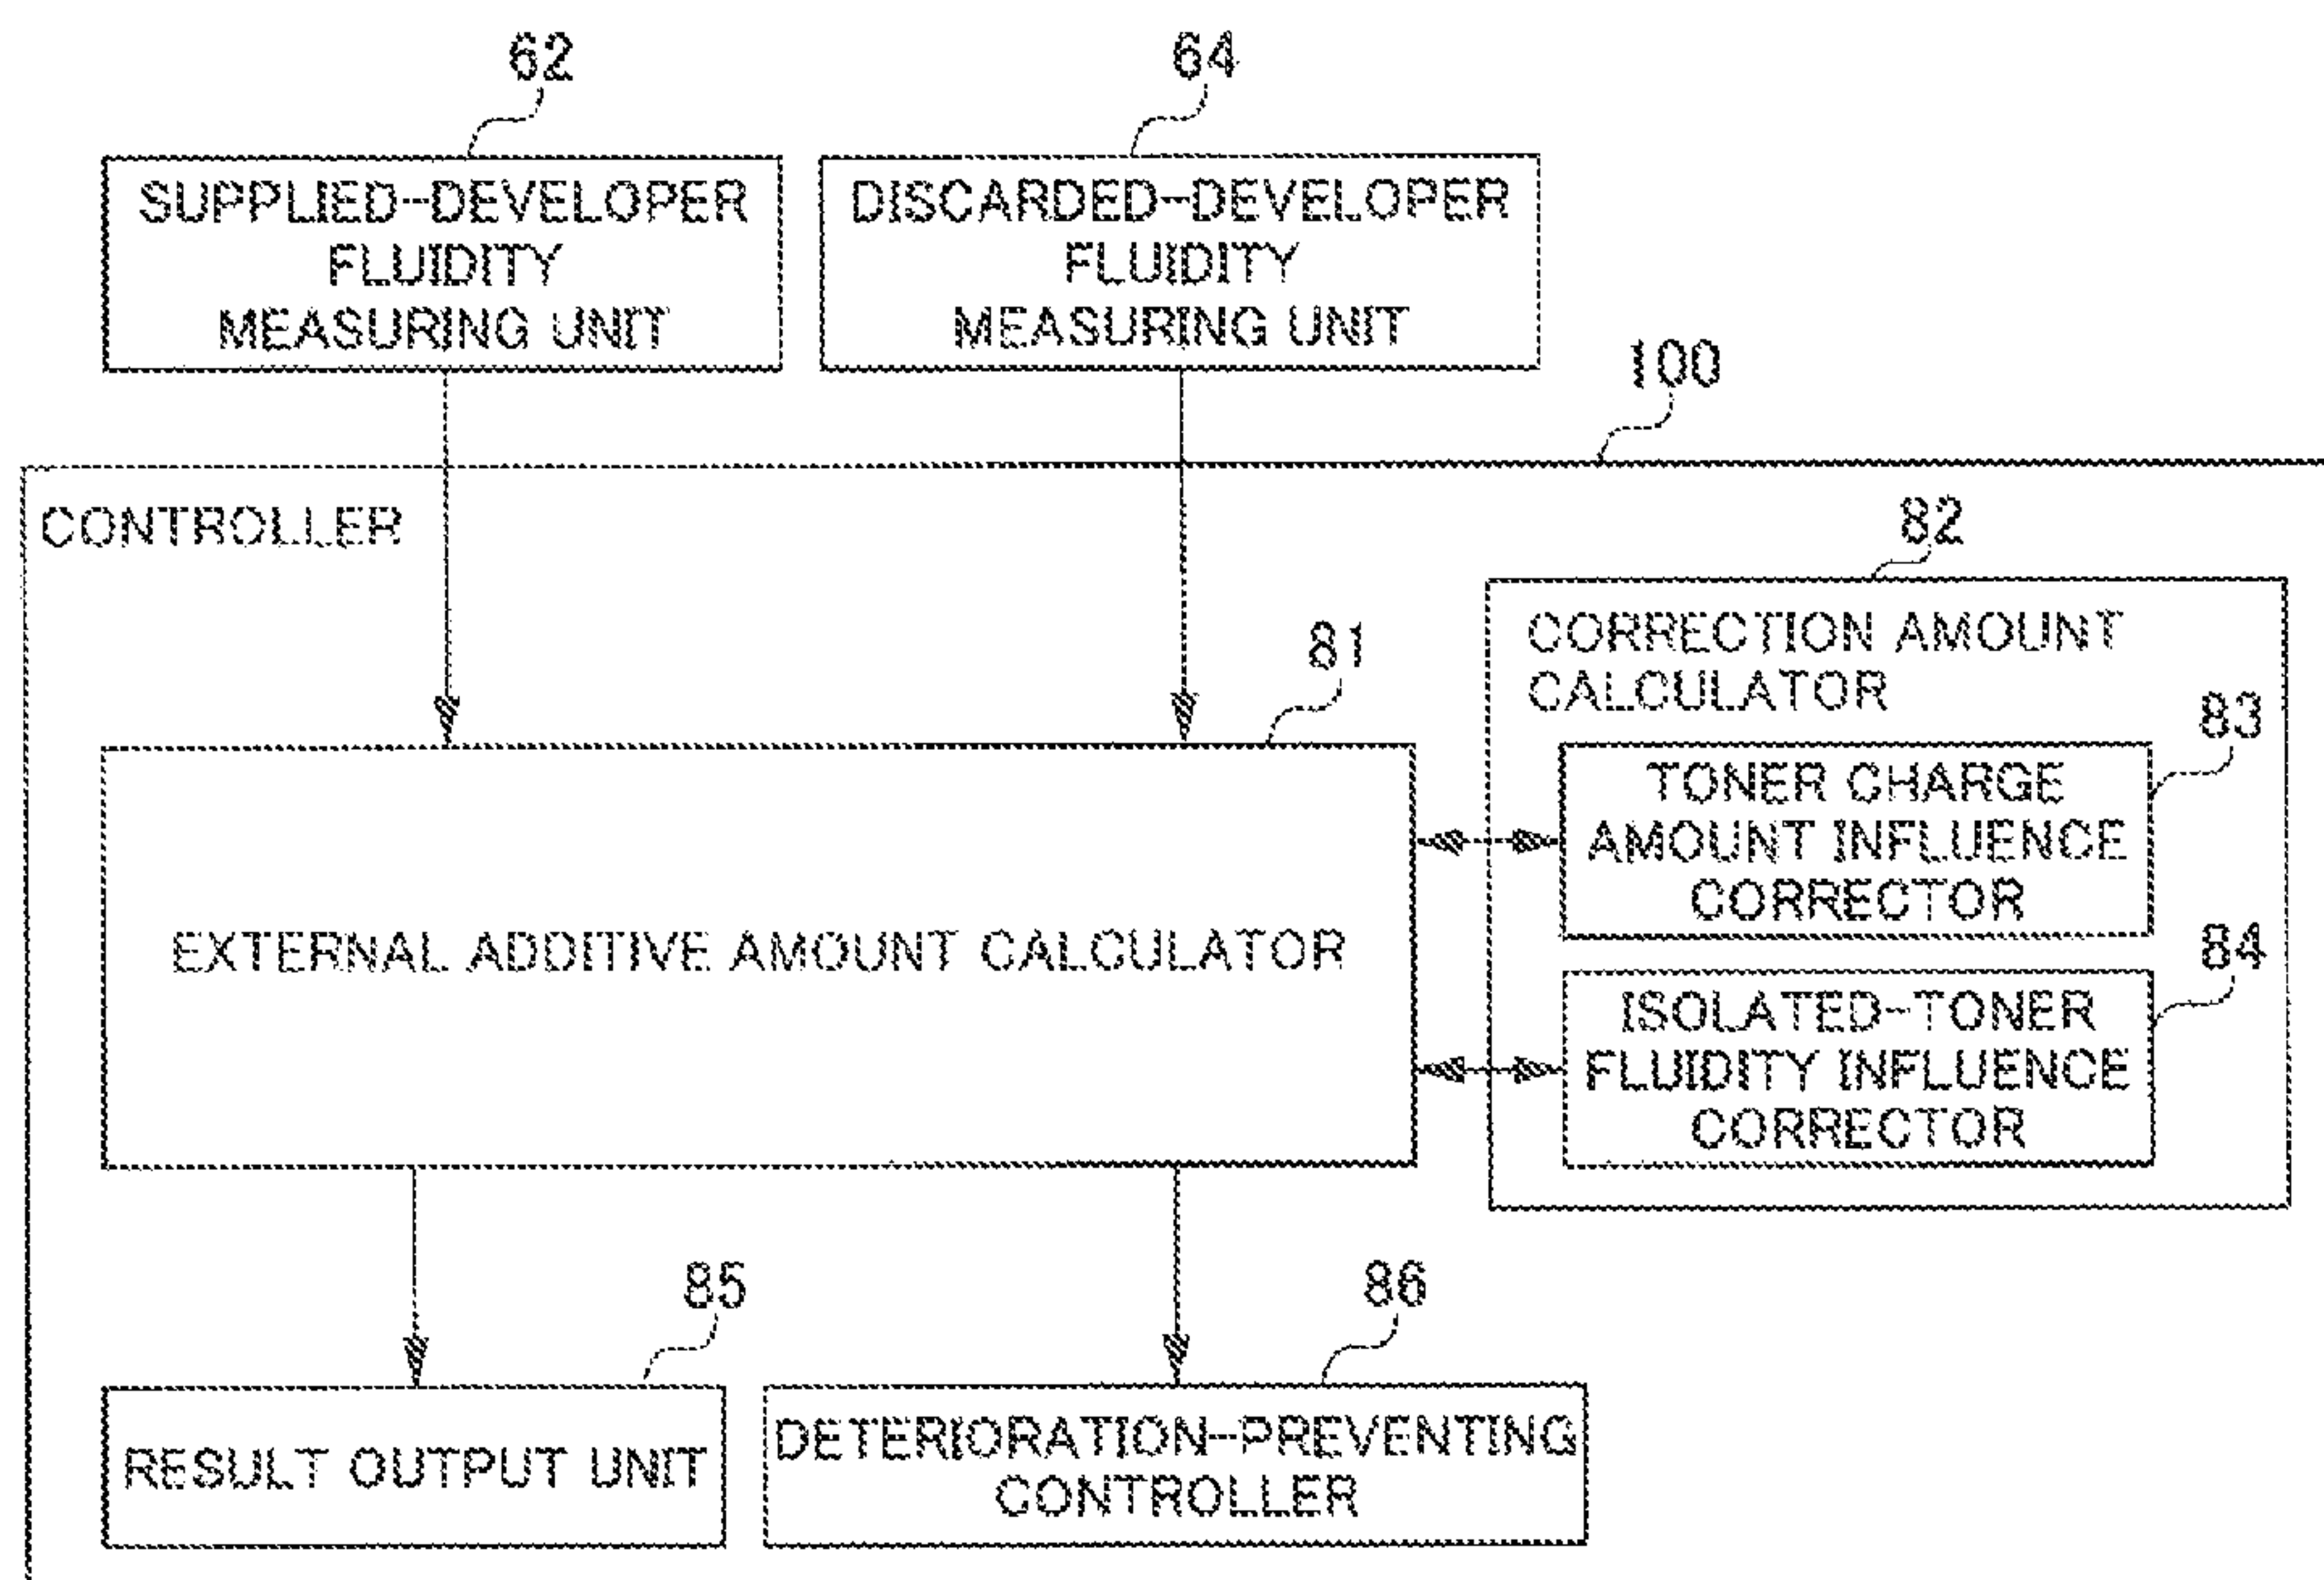 62
64
SUPPLIED-DEVELOPER
FLUIDITY
MEASURING UNIT
DISCARDED-DEVELOPER
FLUIDITY
MEASURING UNIT
100
CONTROLLER
82
81
CORRECTION AMOUNT
CALCULATOR
83
TONER CHARGE
AMOUNT INFLUENCE
CORRECTOR
EXTERNAL ADDITIVE AMOUNT CALCULATOR
84
ISOLATED-TONER
FLUIDITY INFLUENCE
CORRECTOR
85
86
RESULT OUTPUT UNIT
DETERIORATION-PREVENTING
CONTROLLER